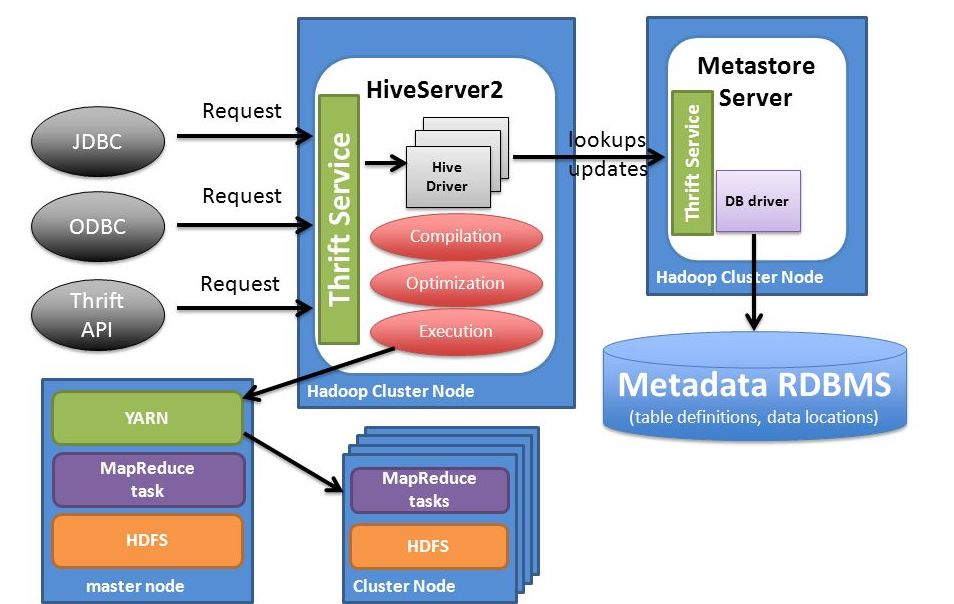 JDBC
ODBC
Thrift
API
Request
Request
Request
HiveServer2
Thrift Service
Hive
Driver
Compilation
Optimization
Execution
Hadoop Cluster Node
lookups
updates
Metastore
Server
Thrift Service
DB driver
Hadoop Cluster Node
Metadata RDBMS
(table definitions, data locations)
YARN
MapReduce
task
HDFS
master node
MapReduce
tasks
HDFS
Cluster Node